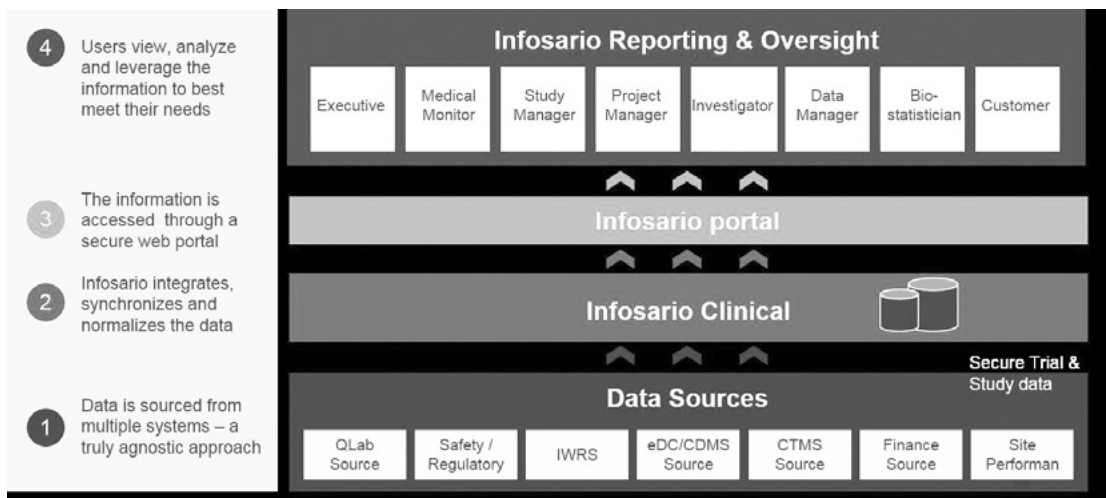 4
Users view, analyze
and leverage the
information to best
meet their needs
Infosario Reporting & Oversight
Executive
Medical
Monitor
Study
Manager
Project
Manager
Investigator
Data
Manager
Bio-
statistician
Customer
3
The information is
accessed through a
secure web portal
Infosario portal
2
Infosario integrates,
synchronizes and
normalizes the data
Infosario Clinical
Secure Trial &
Study data
1
Data is sourced from
multiple systems – a
truly agnostic approach
Data Sources
QLab
Source
Safety /
Regulatory
IWRS
eDC/CDMS
Source
CTMS
Source
Finance
Source
Site
Performan